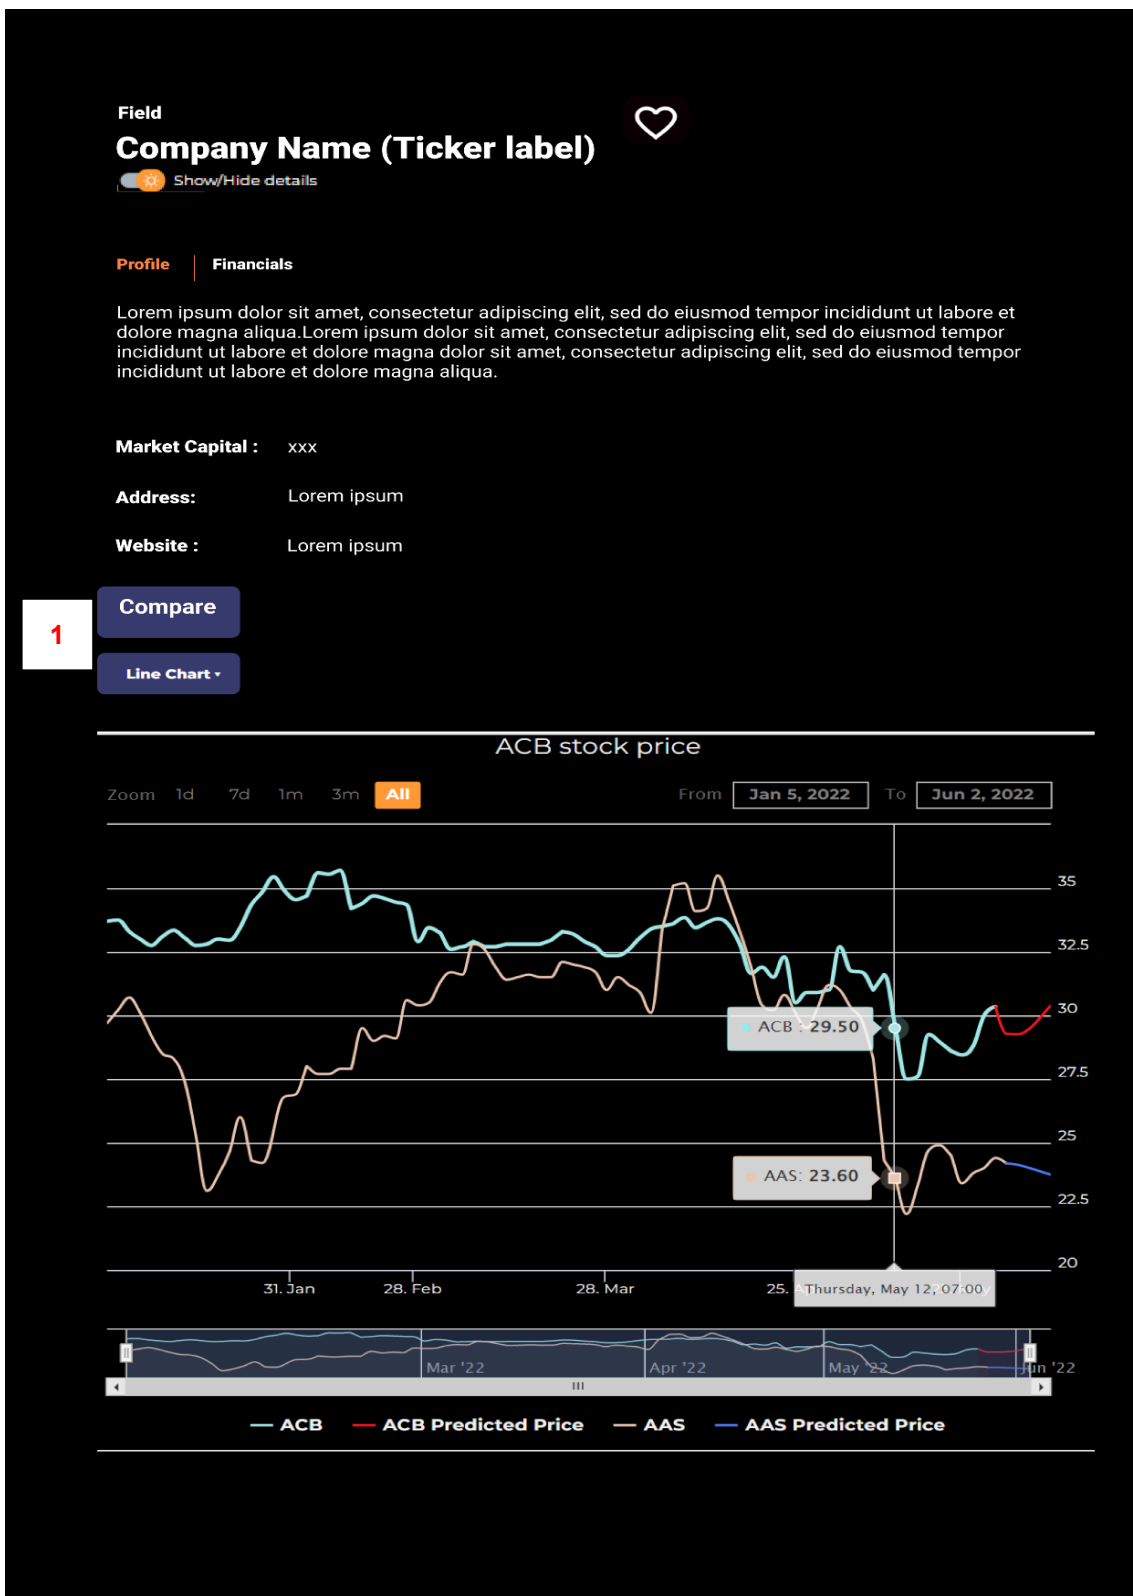 Field
Company Name (Ticker label)
Show/Hide details
Profile Financials
Lorem ipsum dolor sit amet, consectetur adipiscing elit, sed do eiusmod tempor incididunt ut labore et
dolore magna aliqua.Lorem ipsum dolor sit amet, consectetur adipiscing elit, sed do eiusmod tempor
incididunt ut labore et dolore magna dolor sit amet, consectetur adipiscing elit, sed do eiusmod tempor
incididunt ut labore et dolore magna aliqua.
Market Capital : xxx
Address: Lorem ipsum
Website : Lorem ipsum
Compare
1
Line Chart
ACB stock price
Zoom 1d 7d 1m 3m All From Jan 5, 2022 To Jun 2, 2022
35
32.5
30
ACB : 29.50
27.5
25
AAS: 23.60
22.5
20
31. Jan 28. Feb 28. Mar 25.
Thursday, May 12, 07:00
Mar '22 Apr '22 May '22 Jun '22
ACB ACB Predicted Price AAS AAS Predicted Price